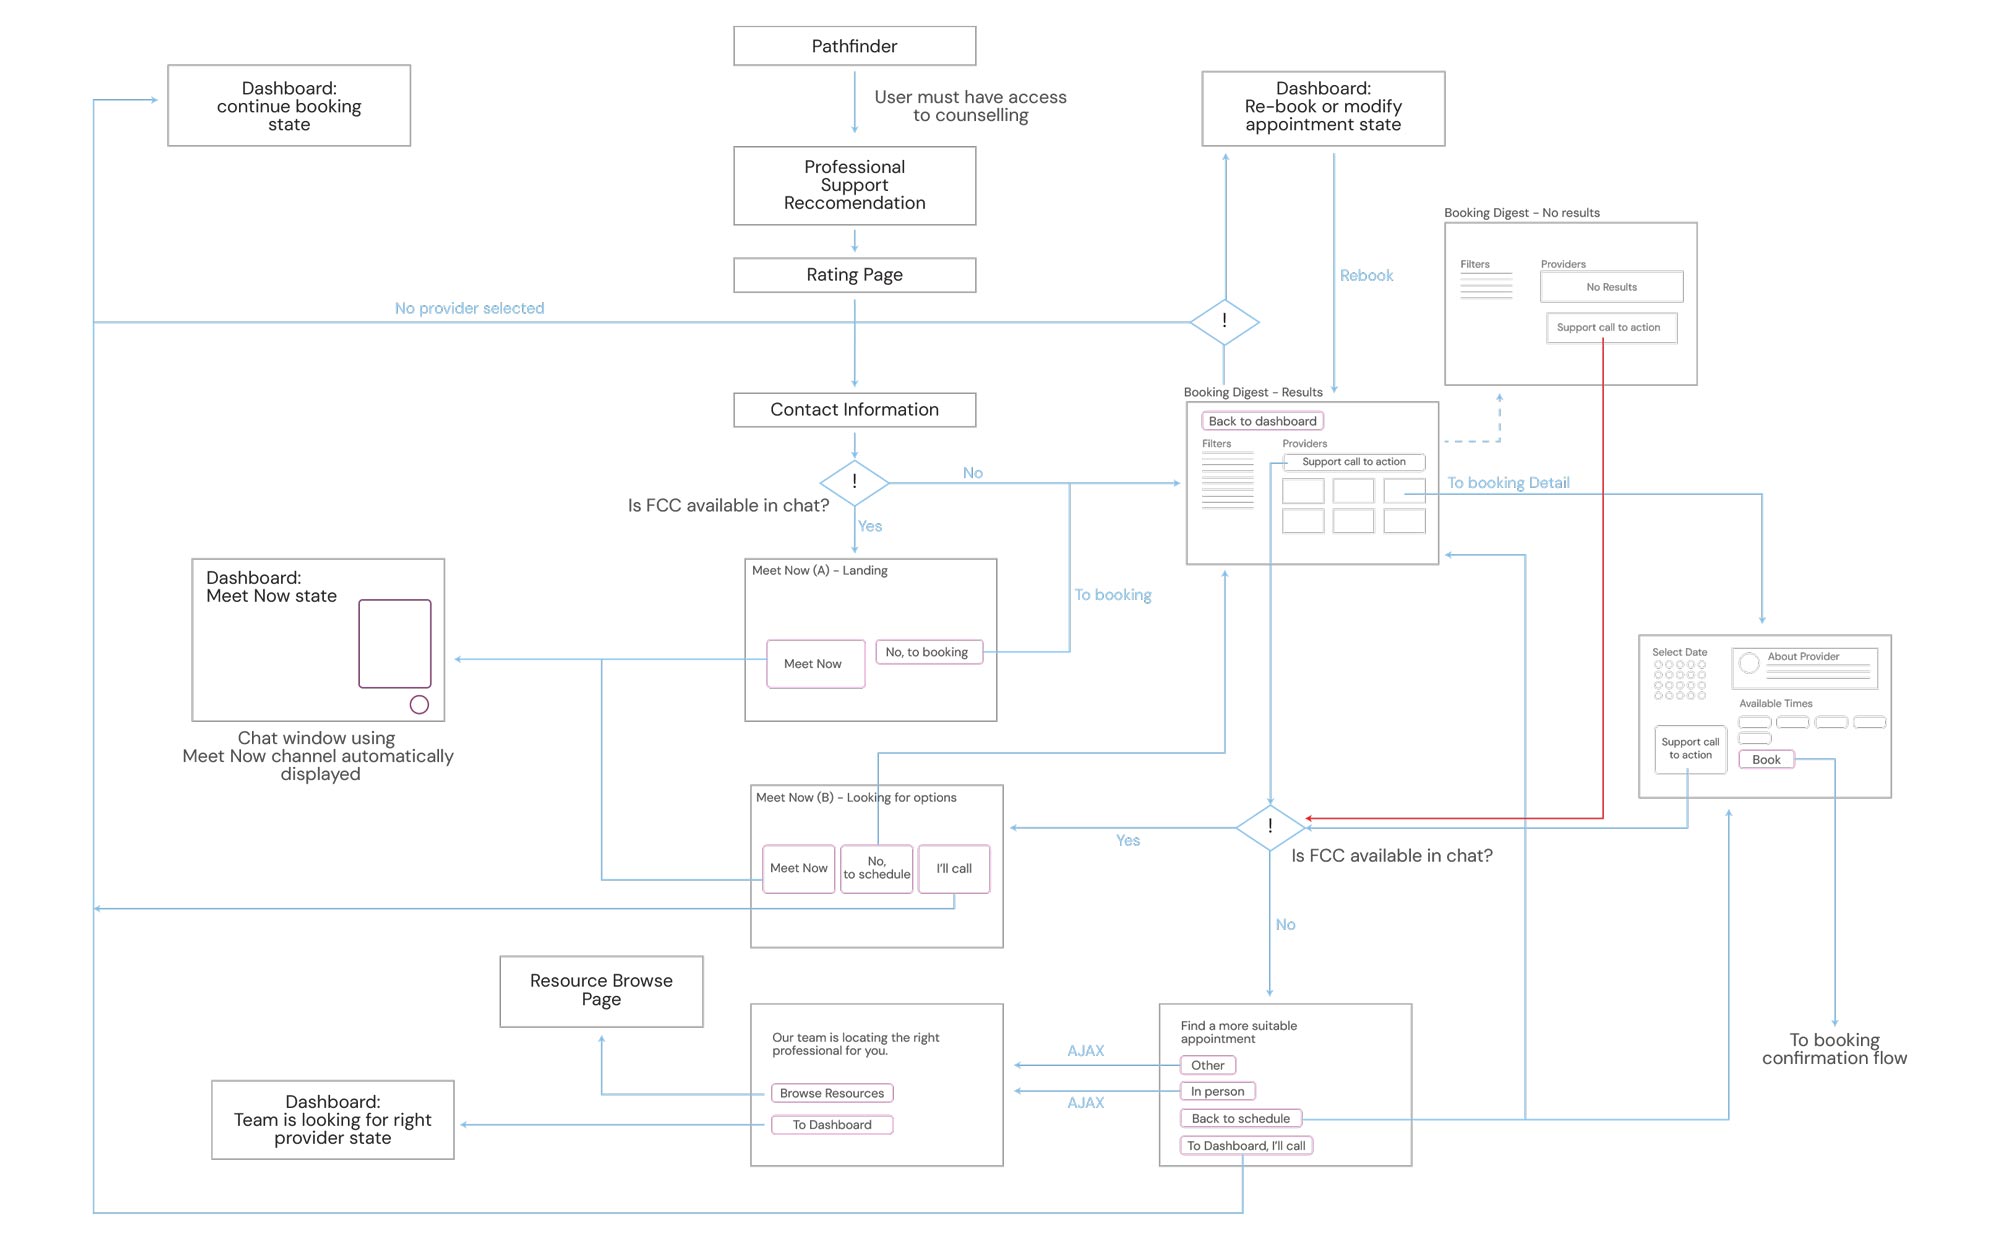 Pathfinder
User must have access
to counselling
Dashboard:
continue booking
state
Dashboard:
Re-book or modify
appointment state
Professional
Support
Reccomendation
Rating Page
No provider selected
!
Rebook
Booking Digest - No results
Filters
Providers
No Results
Support call to action
Contact Information
Booking Digest - Results
Back to dashboard
Filters
Providers
Support call to action
!
Is FCC available in chat?
No
Yes
To booking Detail
Dashboard:
Meet Now state
Chat window using
Meet Now channel automatically
displayed
Meet Now (A) - Landing
Meet Now
No, to booking
To booking
Select Date
About Provider
Available Times
Support call
to action
Book
Meet Now (B) - Looking for options
Meet Now
No,
to schedule
I'll call
Yes
!
Is FCC available in chat?
No
Resource Browse
Page
Our team is locating the right
professional for you.
Browse Resources
To Dashboard
AJAX
AJAX
Find a more suitable
appointment
Other
In person
Back to schedule
To Dashboard, I'll call
To booking
confirmation flow
Dashboard:
Team is looking for right
provider state